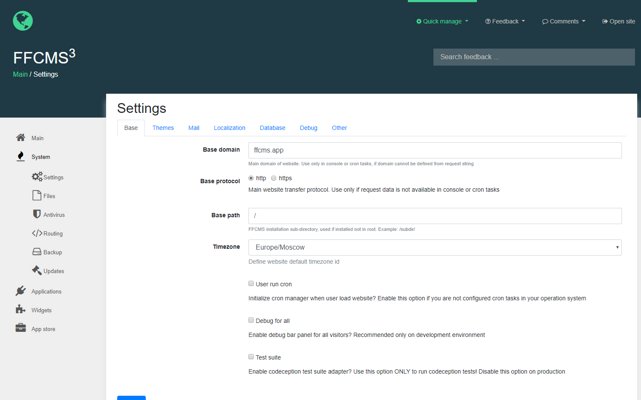 Quick manage
Feedback
Comments
Open site
FFCMS3
Main / Settings
Search feedback ...
Settings
Base
Themes
Mail
Localization
Database
Debug
Other
Main
System
Settings
Files
Antivirus
Routing
Backup
Updates
Applications
Widgets
App store
Base domain
ffcms.app
Main domain of website. Use only in console or cron tasks, if domain cannot be defined from request string
Base protocol
http
https
Main website transfer protocol. Use only if request data is not available in console or cron tasks
Base path
/
FFCMS installation sub-directory, used if installed not in root. Example: /subdir/
Timezone
Europe/Moscow
Define website default timezone id
User run cron
Initialize cron manager when user load website? Enable this option if you are not configured cron tasks in your operation system
Debug for all
Enable debug bar panel for all visitors? Recommended only on development environment
Test suite
Enable codeception test suite adapter? Use this option ONLY to run codeception tests! Disable this option on production